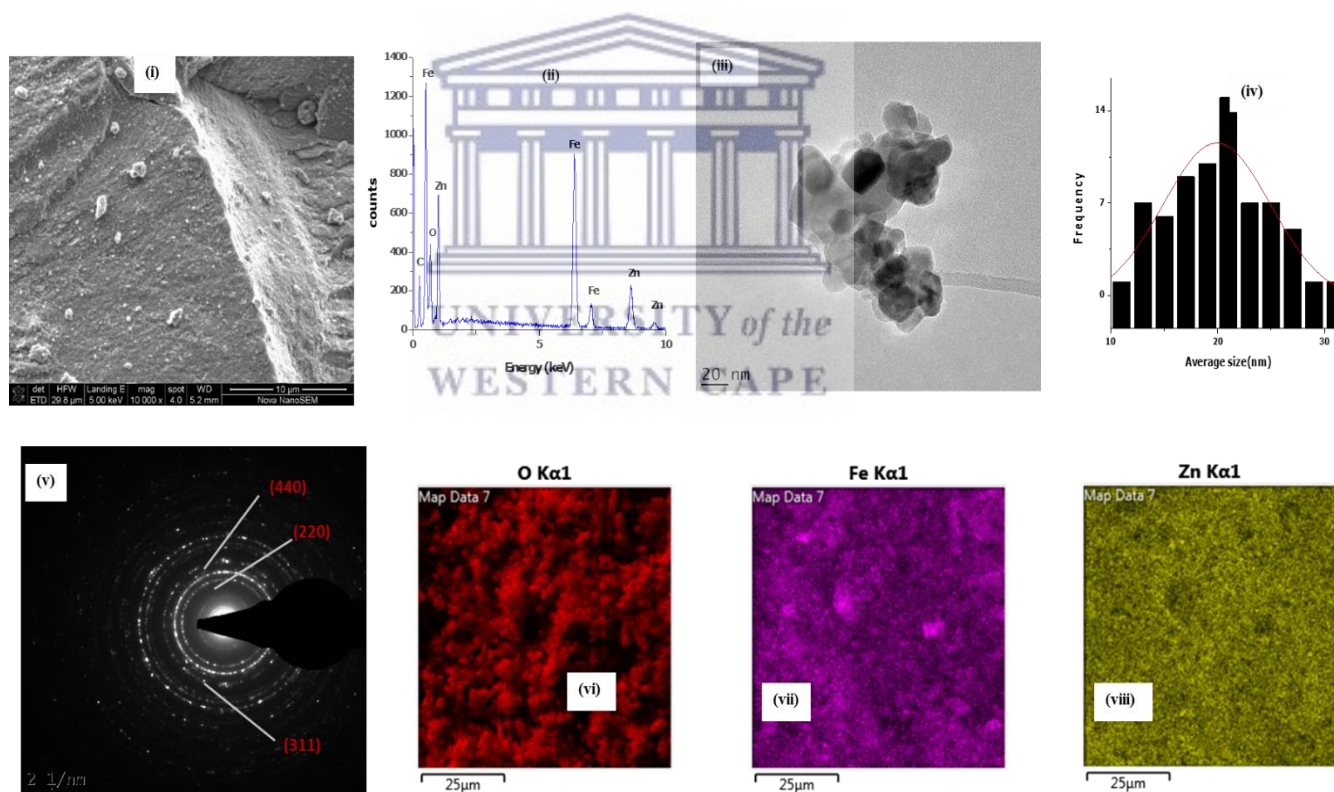 (i)
det HFW Landing E mag spot WD 10 µm
ETD 29.8 µm 5.00 keV 10 000 x 4.0 5.2 mm Nova NanoSEM
(ii)
1400
1200
1000
800
600
400
200
0
counts
Fe
Zn
O
C
Fe
Fe
Zn
Zn
0 5 10
Energy (keV)
UNIVERSITY of the
WESTERN CAPE
(iii)
20 nm
(iv)
14
7
0
Frequency
10 20 30
Average size(nm)
(v)
(440)
(220)
(311)
2 1/nm
O Kα1
Map Data 7
(vi)
25µm
Fe Kα1
Map Data 7
(vii)
25µm
Zn Kα1
Map Data 7
(viii)
25µm